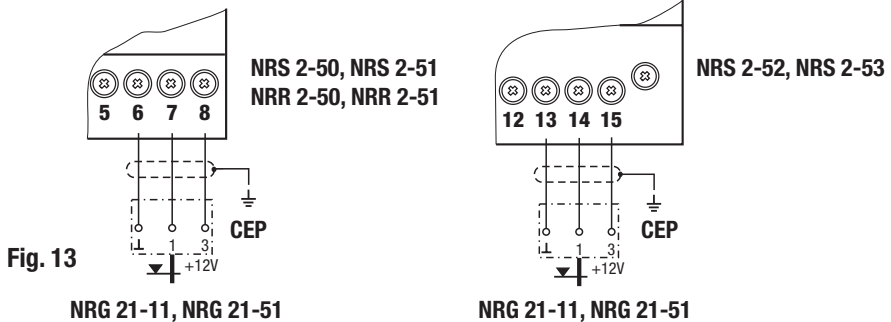 NRS 2-50, NRS 2-51
NRR 2-50, NRR 2-51
5 6 7 8
CEP
⊥ 1 3
+12V
NRG 21-11, NRG 21-51
NRS 2-52, NRS 2-53
12 13 14 15
CEP
⊥ 1 3
+12V
NRG 21-11, NRG 21-51
Fig. 13